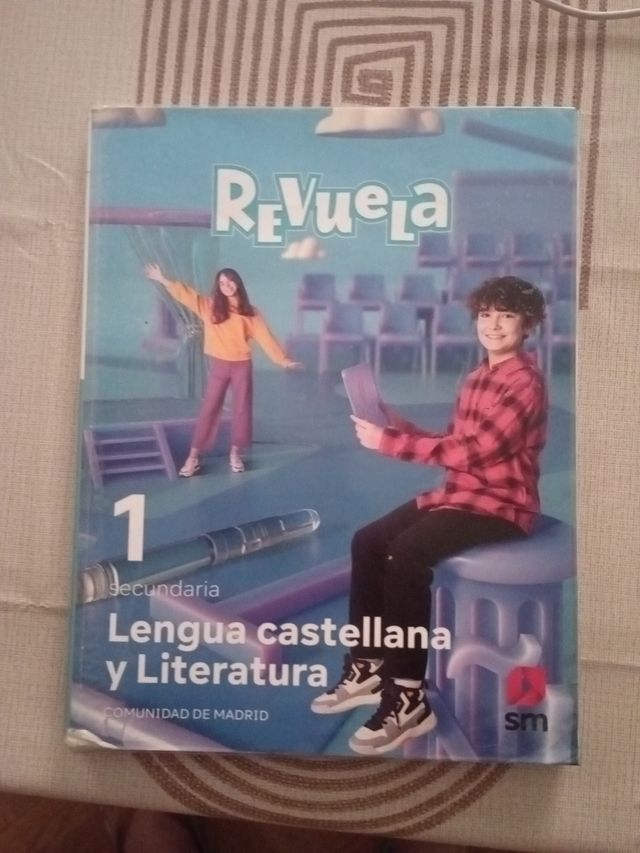 ReVueLa
1
secundaria
Lengua castellana
y Literatura
COMUNIDAD DE MADRID
sm